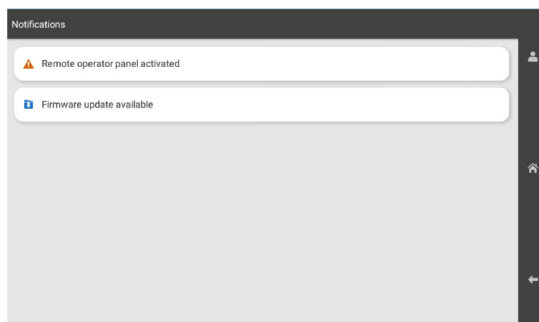 Notifications
Remote operator panel activated
Firmware update available